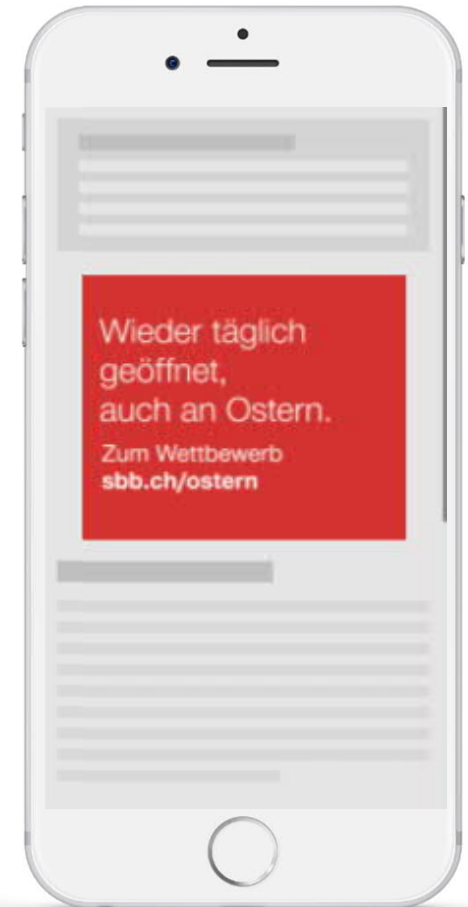 Wieder täglich
geöffnet,
auch an Ostern.
Zum Wettbewerb
sbb.ch/ostern